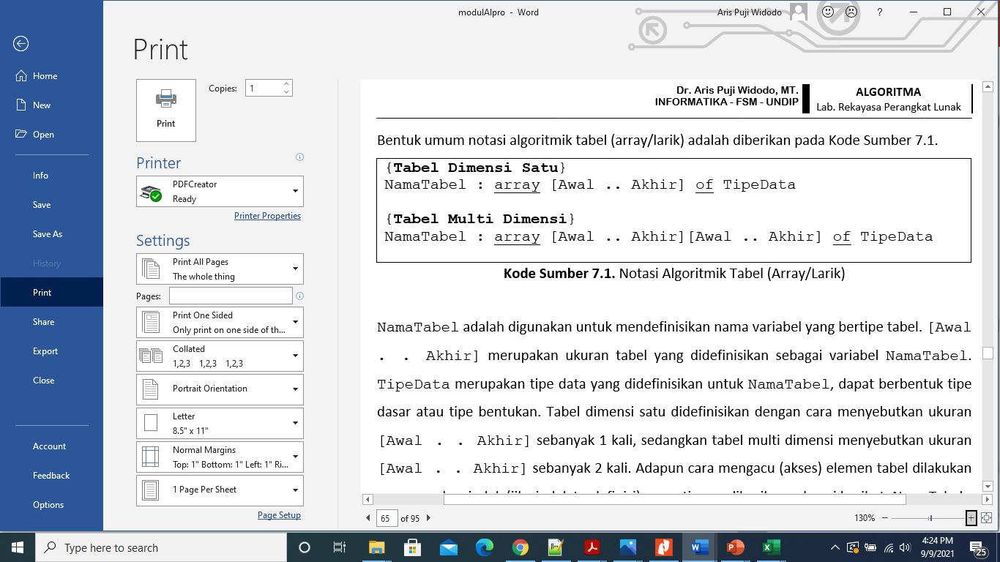 modulAlpro - Word
Aris Puji Widodo
?
Print
Home
New
Open
Info
Save
Save As
History
Print
Share
Export
Close
Account
Feedback
Options
Print
Copies: 1
Printer
PDFCreator
Ready
Printer Properties
Settings
Print All Pages
The whole thing
Pages:
Print One Sided
Only print on one side of th...
Collated
1,2,3 1,2,3 1,2,3
Portrait Orientation
Letter
8.5" x 11"
Normal Margins
Top: 1" Bottom: 1" Left: 1" Ri...
1 Page Per Sheet
Page Setup
Dr. Aris Puji Widodo, MT.
INFORMATIKA - FSM - UNDIP
ALGORITMA
Lab. Rekayasa Perangkat Lunak
Bentuk umum notasi algoritmik tabel (array/larik) adalah diberikan pada Kode Sumber 7.1.
{Tabel Dimensi Satu}
NamaTabel : array [Awal .. Akhir] of TipeData
{Tabel Multi Dimensi}
NamaTabel : array [Awal .. Akhir][Awal .. Akhir] of TipeData
Kode Sumber 7.1. Notasi Algoritmik Tabel (Array/Larik)
NamaTabel adalah digunakan untuk mendefinisikan nama variabel yang bertipe tabel. [Awal
. . Akhir] merupakan ukuran tabel yang didefinisikan sebagai variabel NamaTabel.
TipeData merupakan tipe data yang didefinisikan untuk NamaTabel, dapat berbentuk tipe
dasar atau tipe bentukan. Tabel dimensi satu didefinisikan dengan cara menyebutkan ukuran
[Awal . . Akhir] sebanyak 1 kali, sedangkan tabel multi dimensi menyebutkan ukuran
[Awal . . Akhir] sebanyak 2 kali. Adapun cara mengacu (akses) elemen tabel dilakukan
65 of 95
130%
Type here to search
4:24 PM
9/9/2021
25